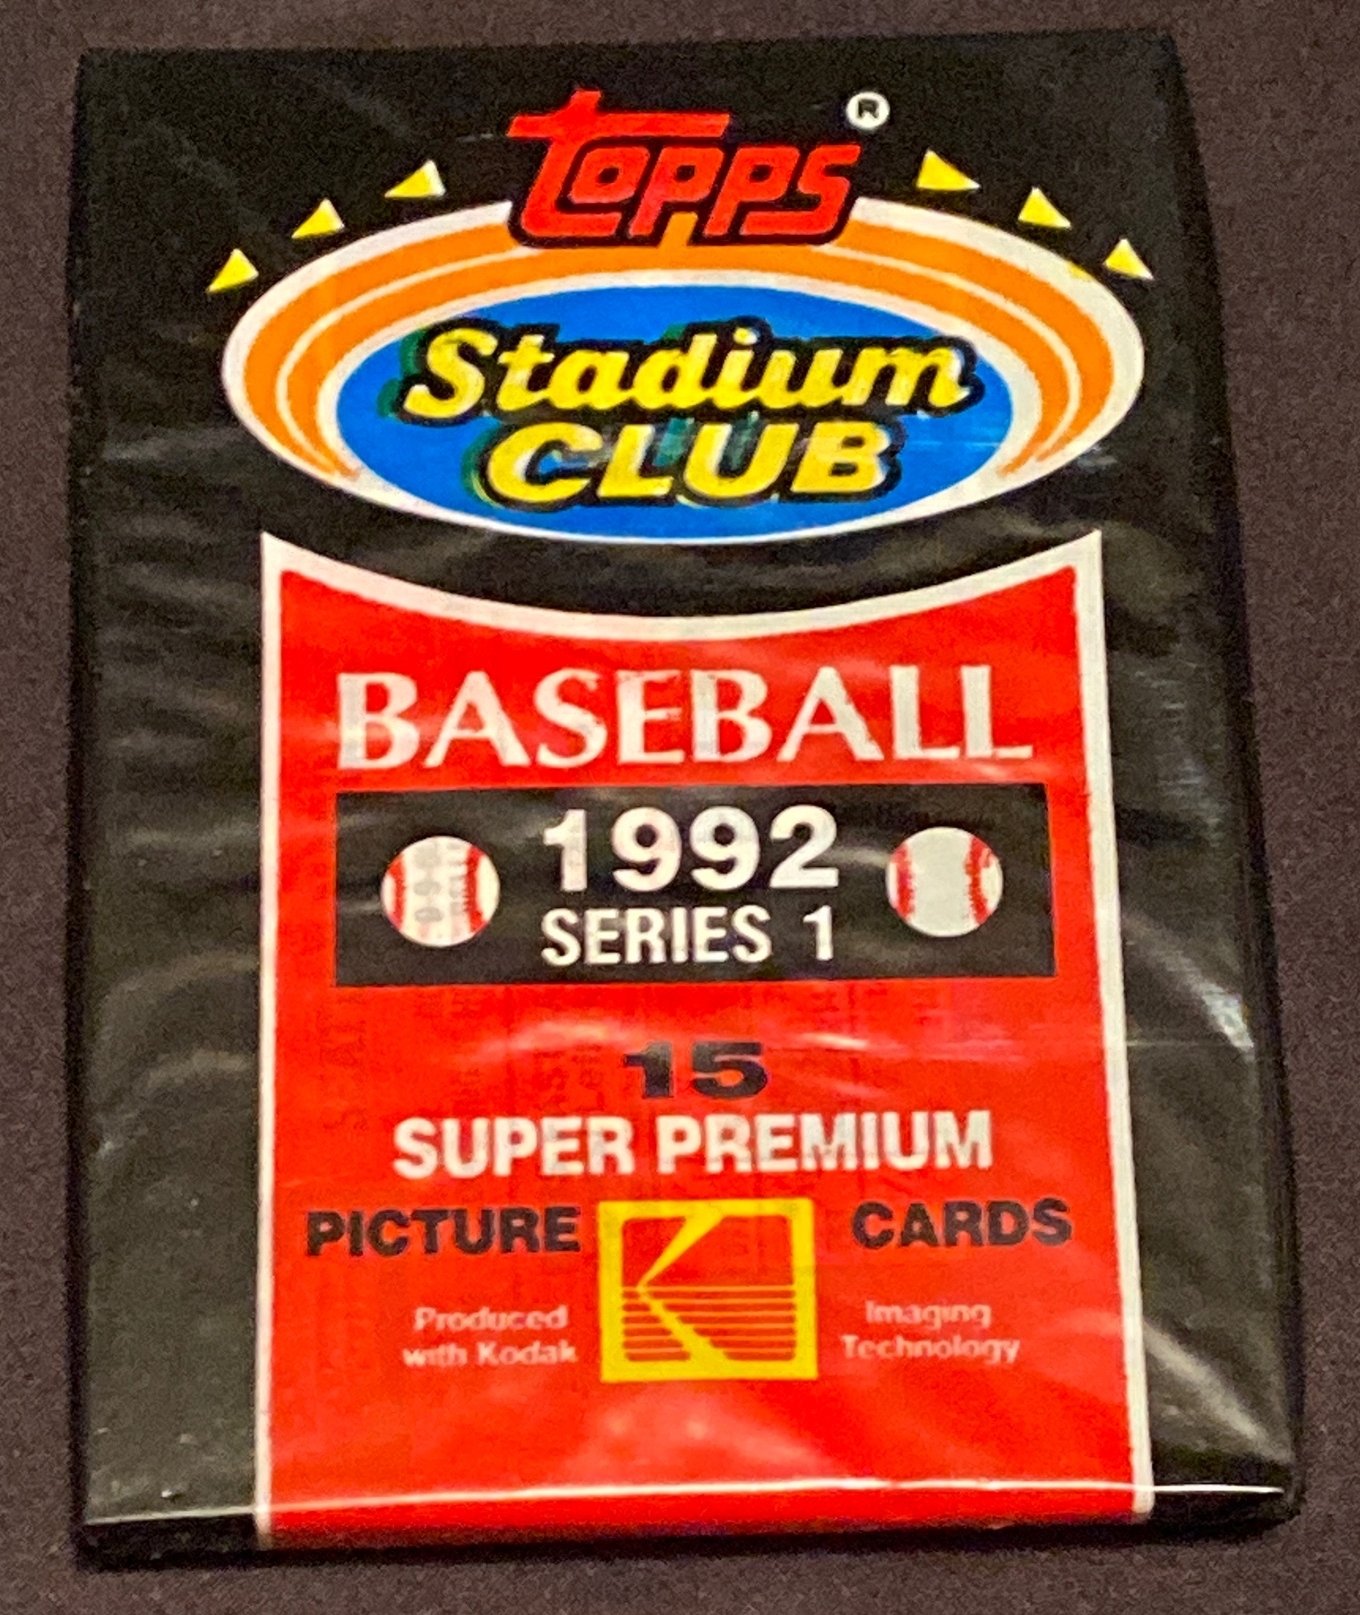 Topps ®
Stadium
CLUB
BASEBALL
1992
SERIES 1
15
SUPER PREMIUM
PICTURE CARDS
Produced
with Kodak
Imaging
Technology